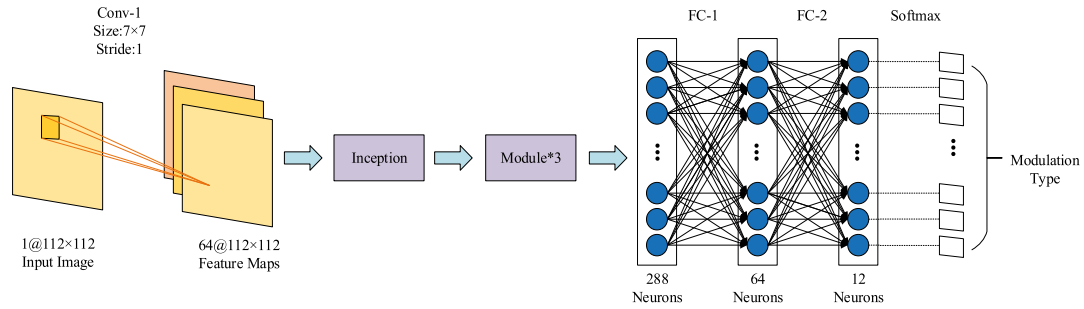 Conv-1
Size:7×7
Stride:1
FC-1
FC-2
Softmax
Inception
Module*3
Modulation
Type
1@112×112
Input Image
64@112×112
Feature Maps
288
Neurons
64
Neurons
12
Neurons